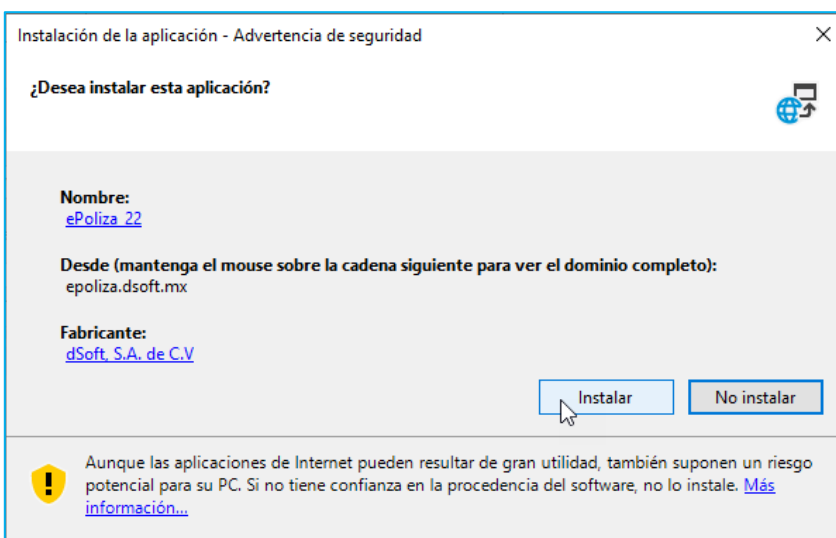 Instalación de la aplicación - Advertencia de seguridad
¿Desea instalar esta aplicación?
Nombre:
ePoliza_22
Desde (mantenga el mouse sobre la cadena siguiente para ver el dominio completo):
epoliza.dsoft.mx
Fabricante:
dSoft, S.A. de C.V
Instalar
No instalar
Aunque las aplicaciones de Internet pueden resultar de gran utilidad, también suponen un riesgo
potencial para su PC. Si no tiene confianza en la procedencia del software, no lo instale. Más
información...